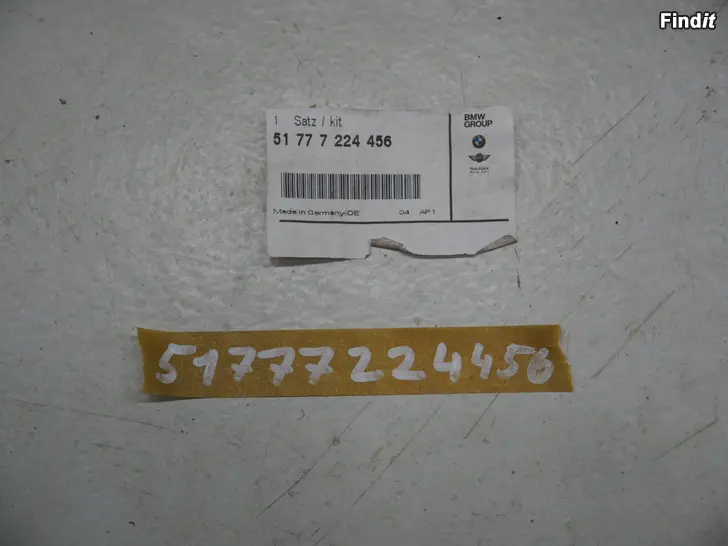 Findit
1 Satz / kit
51 77 7 224 456
BMW
GROUP
Made in Germany-DE 04 AP1
51777224456